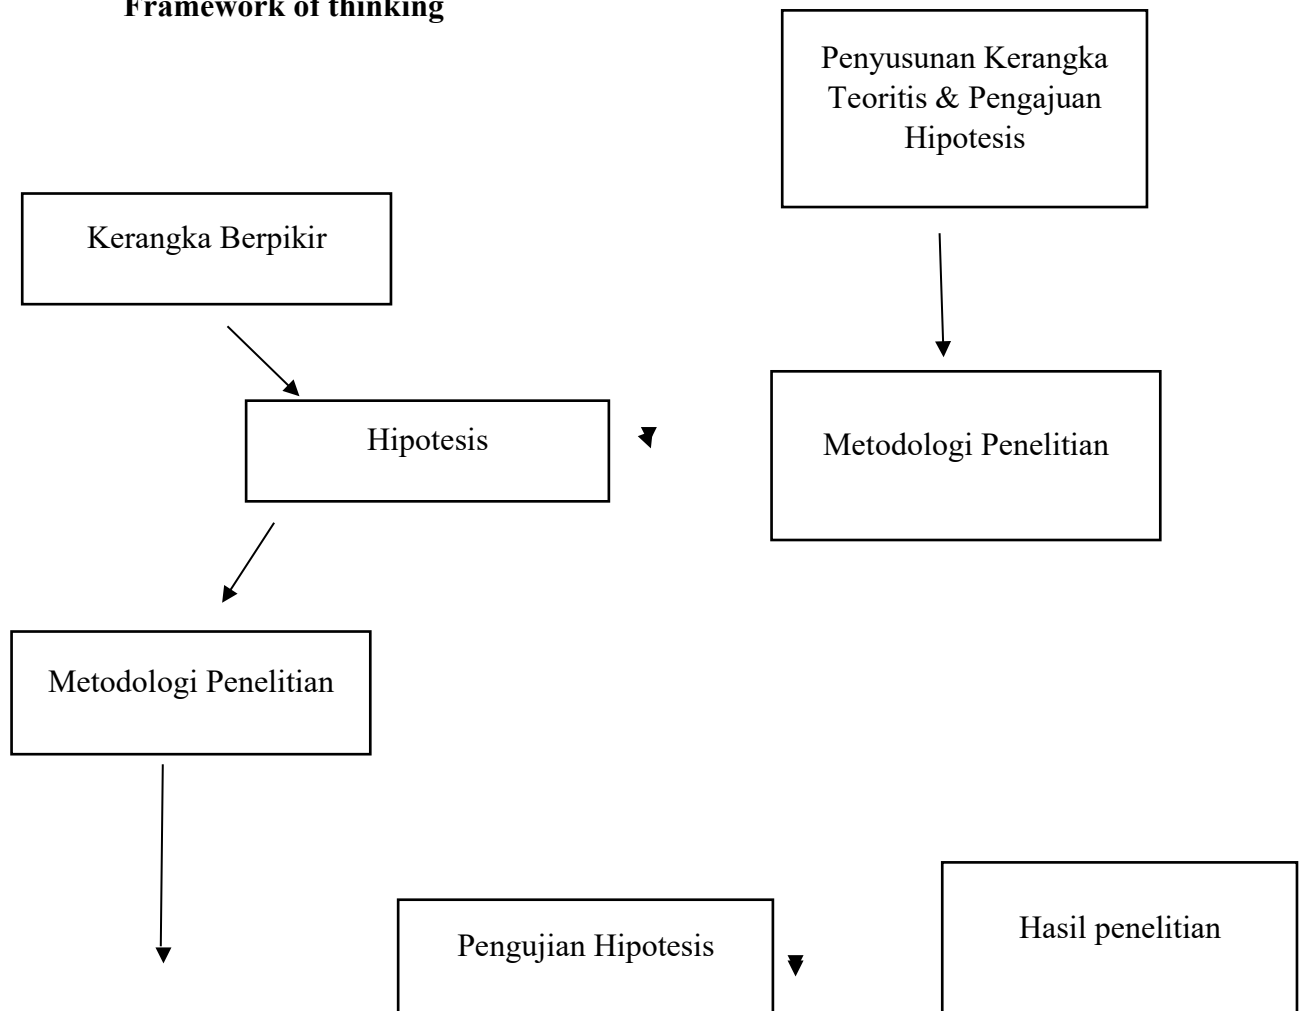 Framework of thinking
Penyusunan Kerangka
Teoritis & Pengajuan
Hipotesis
Kerangka Berpikir
Hipotesis
Metodologi Penelitian
Metodologi Penelitian
Pengujian Hipotesis
Hasil penelitian